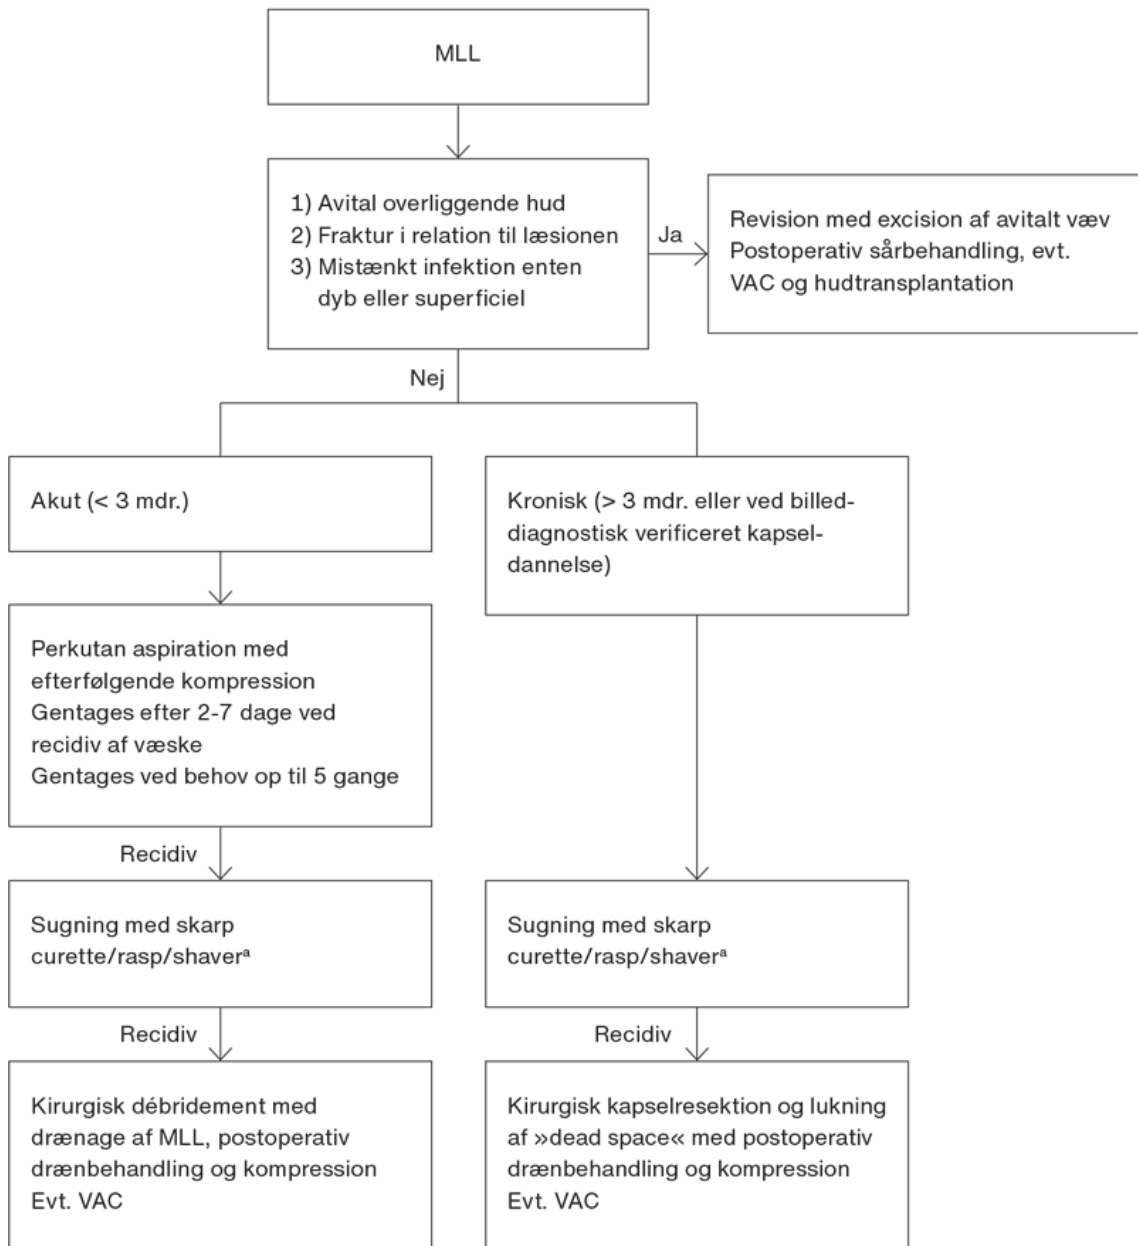 MLL
1) Avital overliggende hud
2) Fraktur i relation til læsionen
3) Mistænkt infektion enten
dyb eller superficiel
Ja
Revision med excision af avitalt væv
Postoperativ sårbehandling, evt.
VAC og hudtransplantation
Nej
Akut (< 3 mdr.)
Kronisk (> 3 mdr. eller ved billed-
diagnostisk verificeret kapsel-
dannelse)
Perkutan aspiration med
efterfølgende kompression
Gentages efter 2-7 dage ved
recidiv af væske
Gentages ved behov op til 5 gange
Recidiv
Sugning med skarp
curette/rasp/shaverᵃ
Sugning med skarp
curette/rasp/shaverᵃ
Recidiv
Recidiv
Kirurgisk débridement med
drænage af MLL, postoperativ
drænbehandling og kompression
Evt. VAC
Kirurgisk kapselresektion og lukning
af »dead space« med postoperativ
drænbehandling og kompression
Evt. VAC